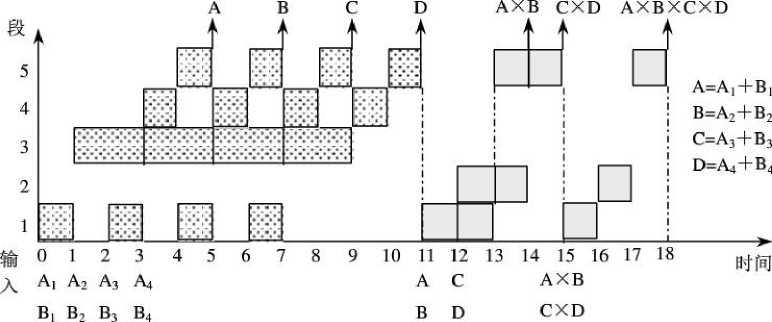 A B C D A×B C×D A×B×C×D
段
5
4
3
2
1
A=A₁+B₁
B=A₂+B₂
C=A₃+B₃
D=A₄+B₄
输入
0 1 2 3 4 5 6 7 8 9 10 11 12 13 14 15 16 17 18 时间
A₁ A₂ A₃ A₄ A C A×B
B₁ B₂ B₃ B₄ B D C×D